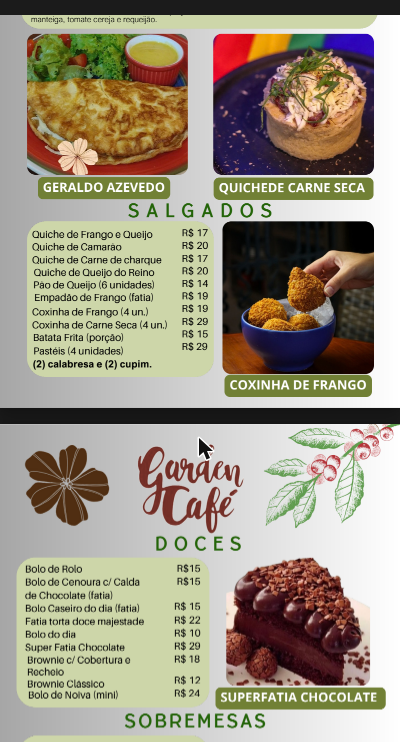 manteiga, tomate cereja e requeijão.
GERALDO AZEVEDO
QUICHEDE CARNE SECA
SALGADOS
Quiche de Frango e Queijo R$ 17
Quiche de Camarão R$ 20
Quiche de Carne de charque R$ 17
Quiche de Queijo do Reino R$ 20
Pão de Queijo (6 unidades) R$ 14
Empadão de Frango (fatia) R$ 19
Coxinha de Frango (4 un.) R$ 19
Coxinha de Carne Seca (4 un.) R$ 29
Batata Frita (porção) R$ 15
Pastéis (4 unidades) R$ 29
(2) calabresa e (2) cupim.
COXINHA DE FRANGO
Garden
Café
DOCES
Bolo de Rolo R$15
Bolo de Cenoura c/ Calda R$15
de Chocolate (fatia)
Bolo Caseiro do dia (fatia) R$ 15
Fatia torta doce majestade R$ 22
Bolo do dia R$ 10
Super Fatia Chocolate R$ 29
Brownie c/ Cobertura e R$ 18
Recheio
Brownie Clássico R$ 12
Bolo de Noiva (mini) R$ 24
SUPERFATIA CHOCOLATE
SOBREMESAS